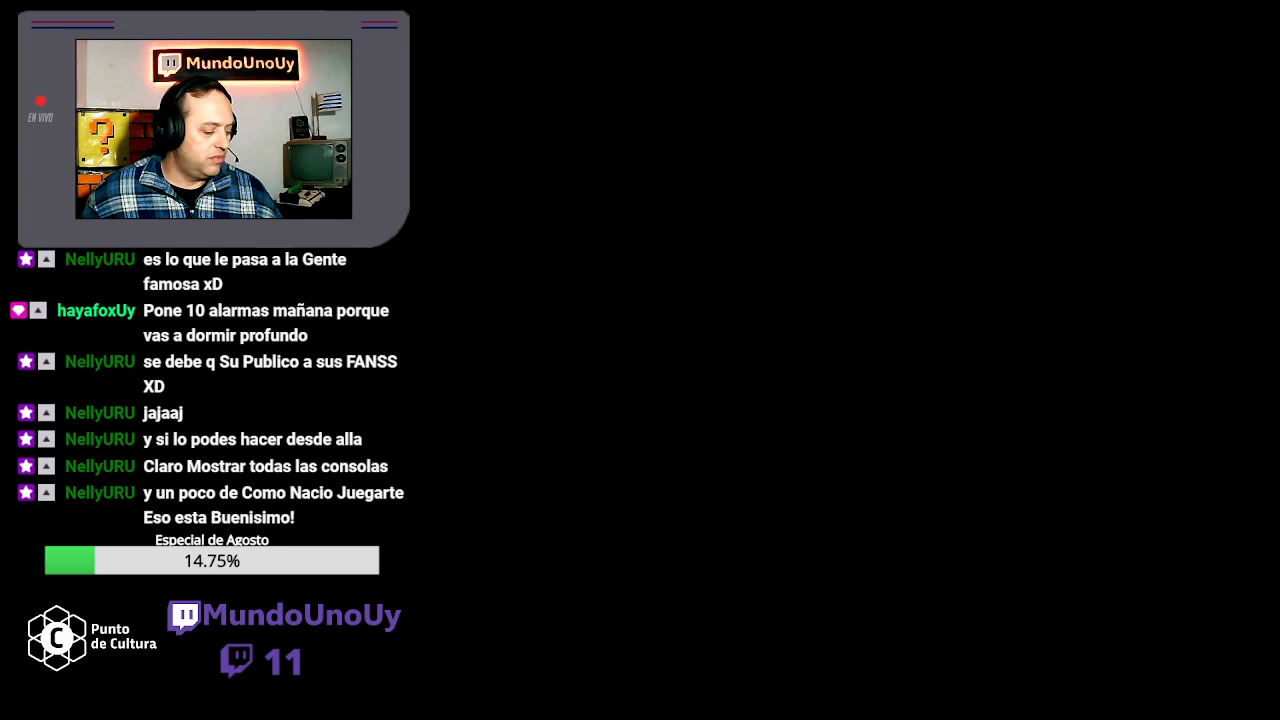 MundoUnoUy
EN VIVO
NellyURU es lo que le pasa a la Gente
famosa xD
hayafoxUy Pone 10 alarmas mañana porque
vas a dormir profundo
NellyURU se debe q Su Publico a sus FANSS
XD
NellyURU jajaaj
NellyURU y si lo podes hacer desde alla
NellyURU Claro Mostrar todas las consolas
NellyURU y un poco de Como Nacio Juegarte
Eso esta Buenisimo!
Especial de Agosto
14.75%
MundoUnoUy
C Punto
de Cultura
11